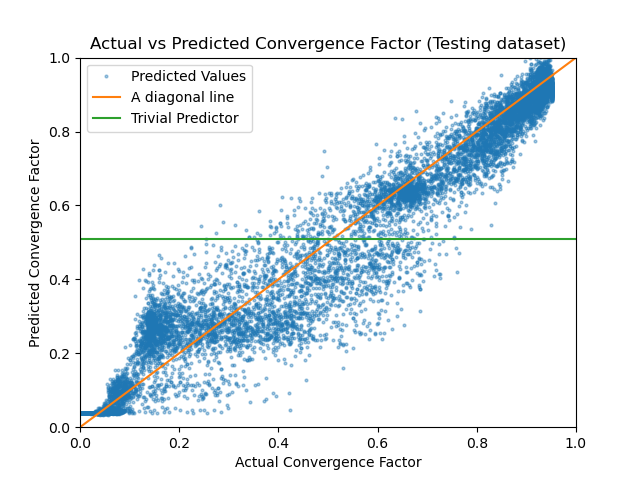 Actual vs Predicted Convergence Factor (Testing dataset)
1.0
0.8
0.6
0.4
0.2
0.0
Predicted Convergence Factor
Predicted Values
A diagonal line
Trivial Predictor
0.0 0.2 0.4 0.6 0.8 1.0
Actual Convergence Factor